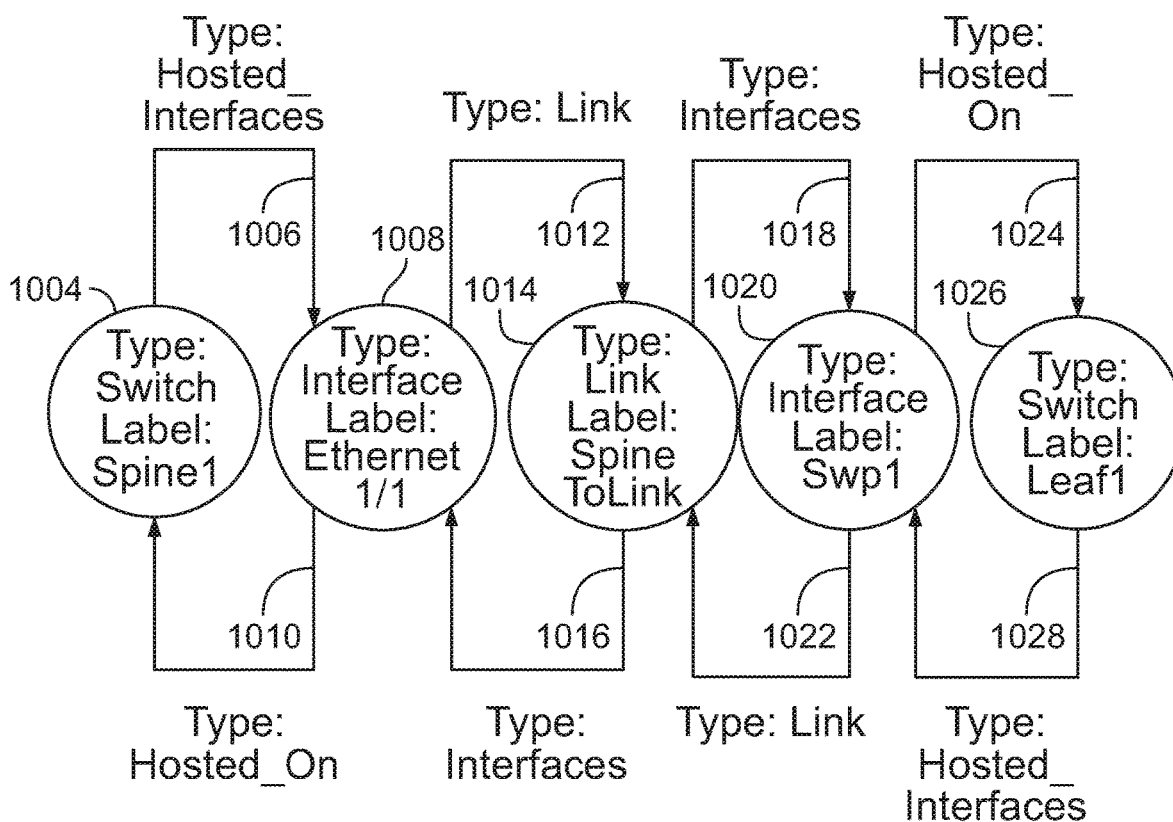 Type:
Hosted_
Interfaces
Type: Link
Type:
Interfaces
Type:
Hosted_
On
1006
1012
1018
1024
1004
1008
1014
1020
1026
Type:
Switch
Label:
Spine1
Type:
Interface
Label:
Ethernet
1/1
Type:
Link
Label:
Spine
ToLink
Type:
Interface
Label:
Swp1
Type:
Switch
Label:
Leaf1
1010
1016
1022
1028
Type:
Hosted_On
Type:
Interfaces
Type: Link
Type:
Hosted_
Interfaces